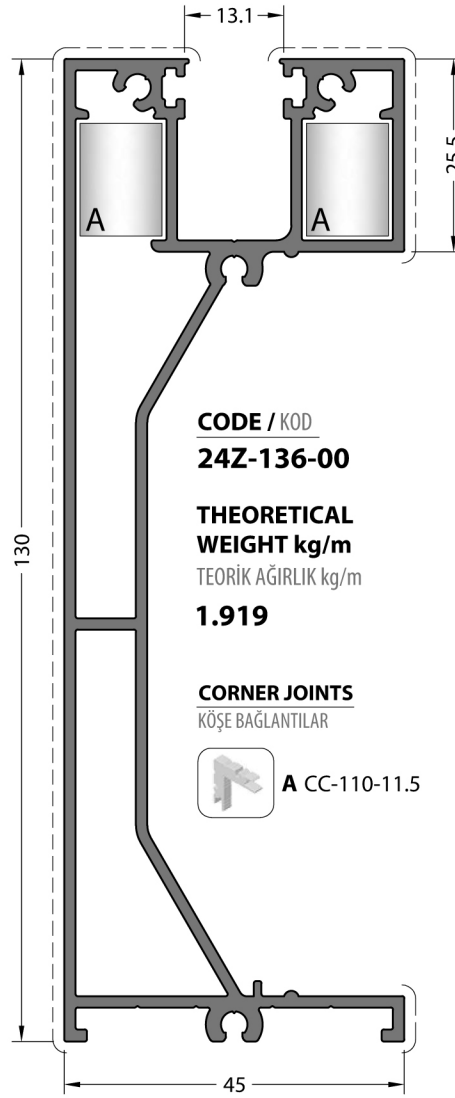 13.1
25.5
A
A
CODE / KOD
24Z-136-00
THEORETICAL
WEIGHT kg/m
TEORİK AĞIRLIK kg/m
1.919
130
CORNER JOINTS
KÖŞE BAĞLANTILAR
A CC-110-11.5
45